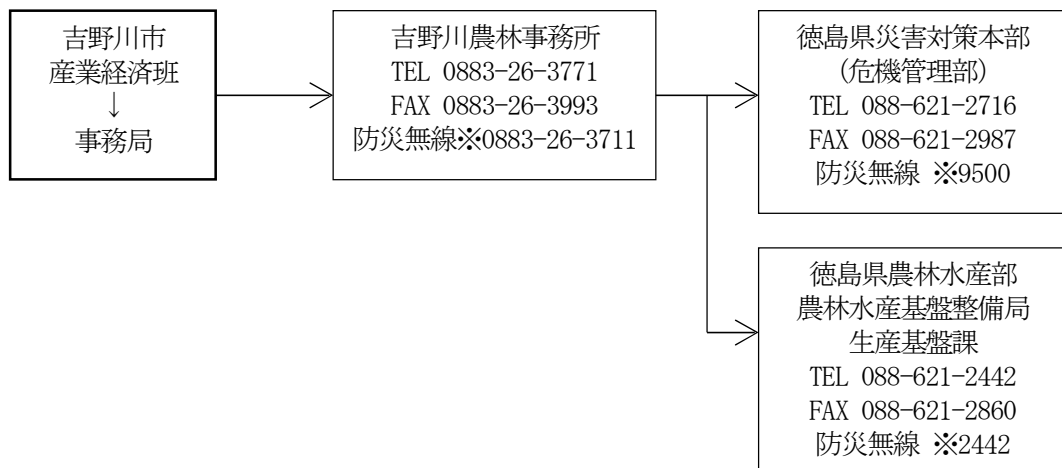 吉野川市
産業経済班
↓
事務局
吉野川農林事務所
TEL 0883-26-3771
FAX 0883-26-3993
防災無線※0883-26-3711
徳島県災害対策本部
(危機管理部)
TEL 088-621-2716
FAX 088-621-2987
防災無線 ※9500
徳島県農林水産部
農林水産基盤整備局
生産基盤課
TEL 088-621-2442
FAX 088-621-2860
防災無線 ※2442